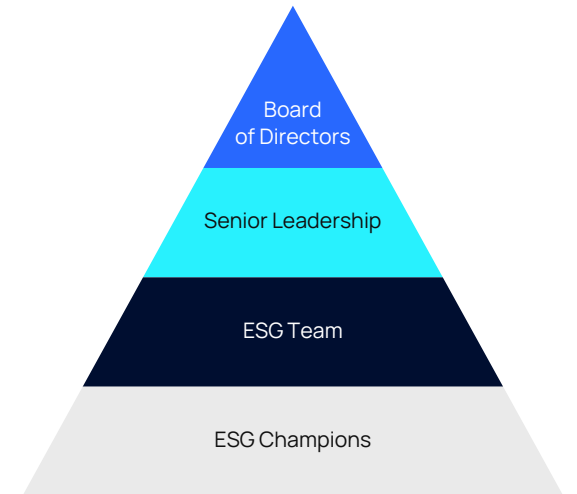 Board
of Directors
Senior Leadership
ESG Team
ESG Champions